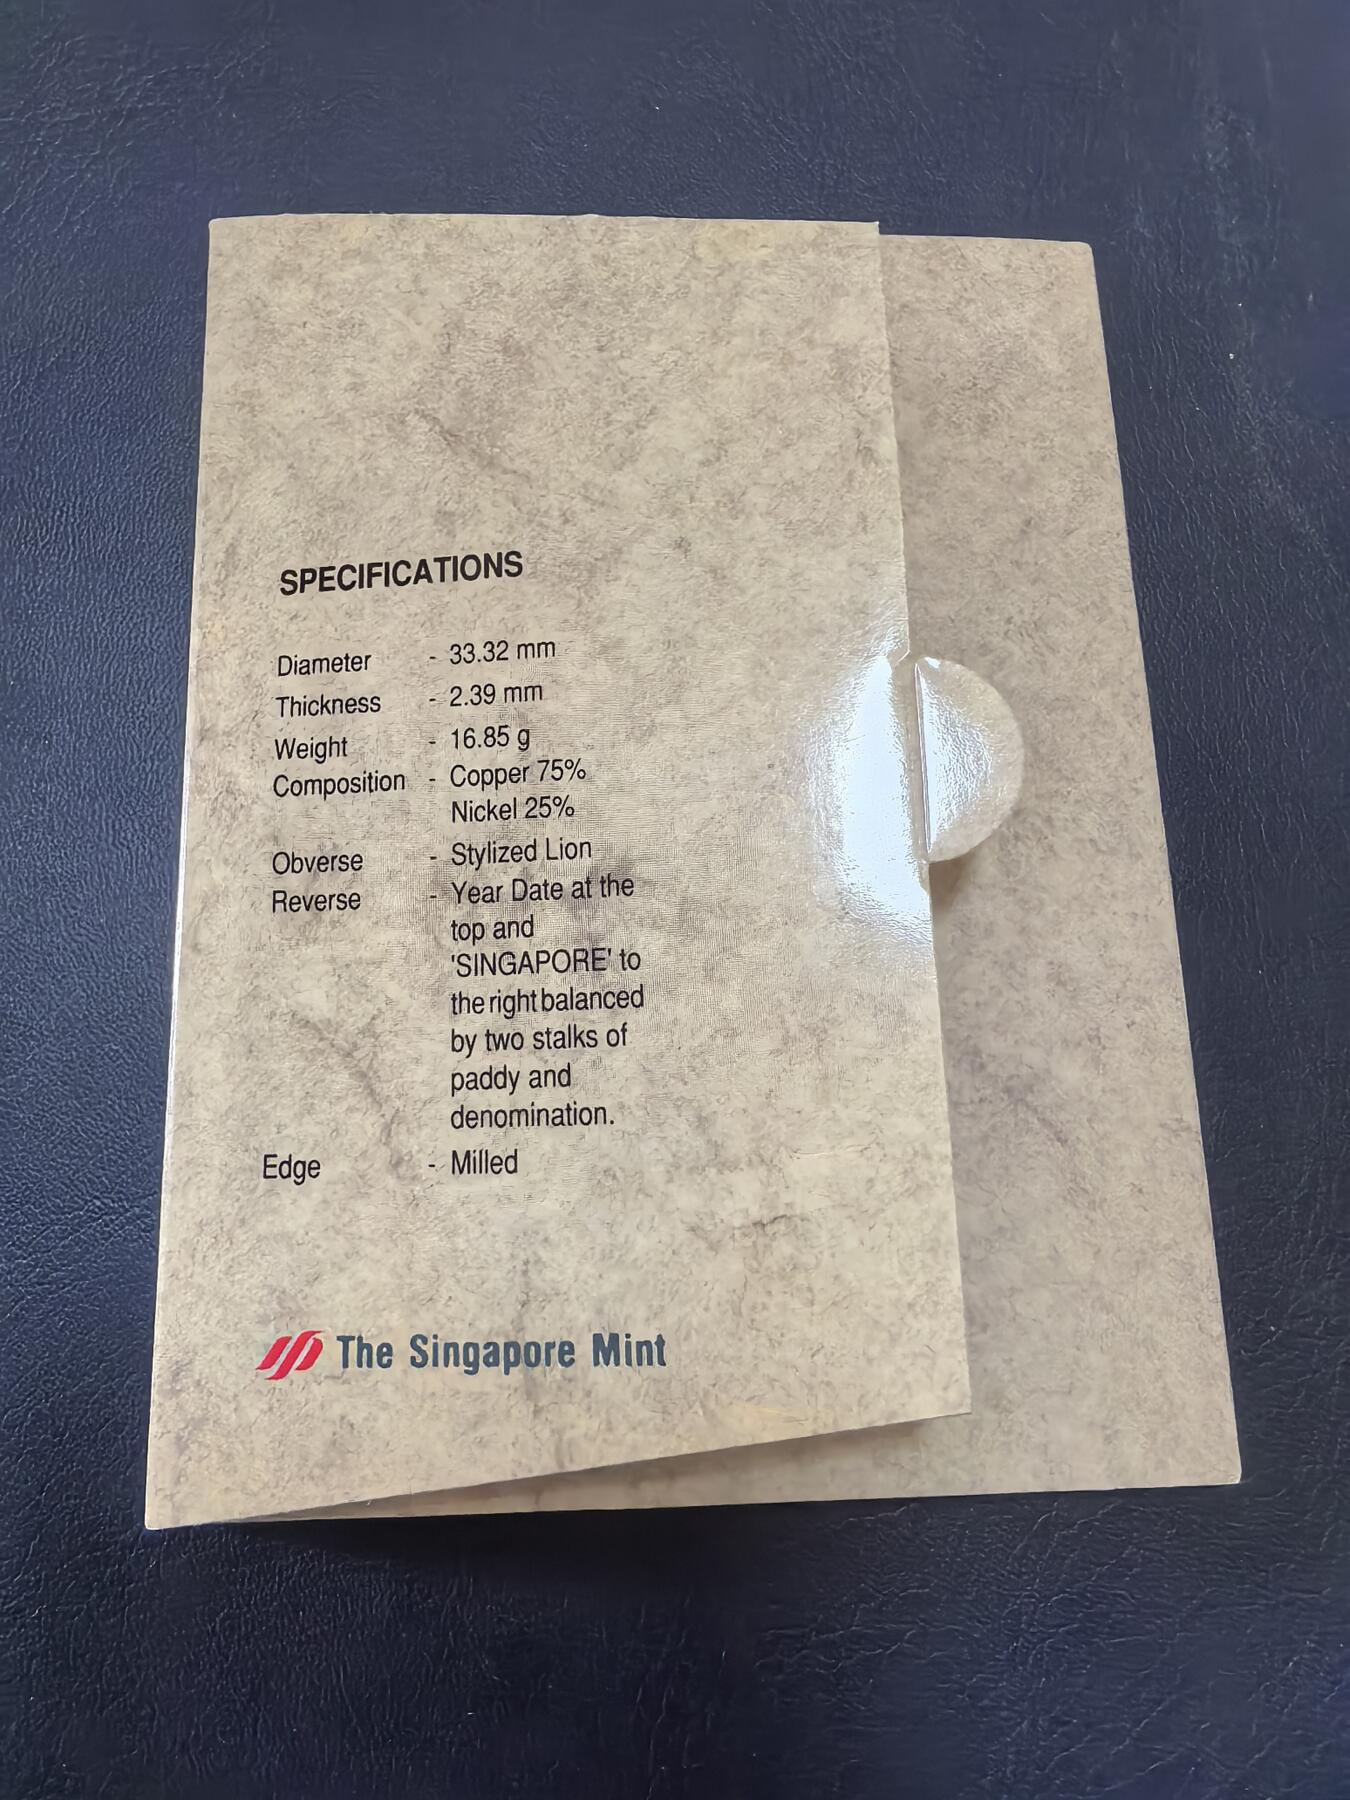 SPECIFICATIONS
Diameter - 33.32 mm
Thickness - 2.39 mm
Weight - 16.85 g
Composition - Copper 75%
Nickel 25%
Obverse - Stylized Lion
Reverse - Year Date at the
top and
'SINGAPORE' to
the right balanced
by two stalks of
paddy and
denomination.
Edge - Milled
The Singapore Mint